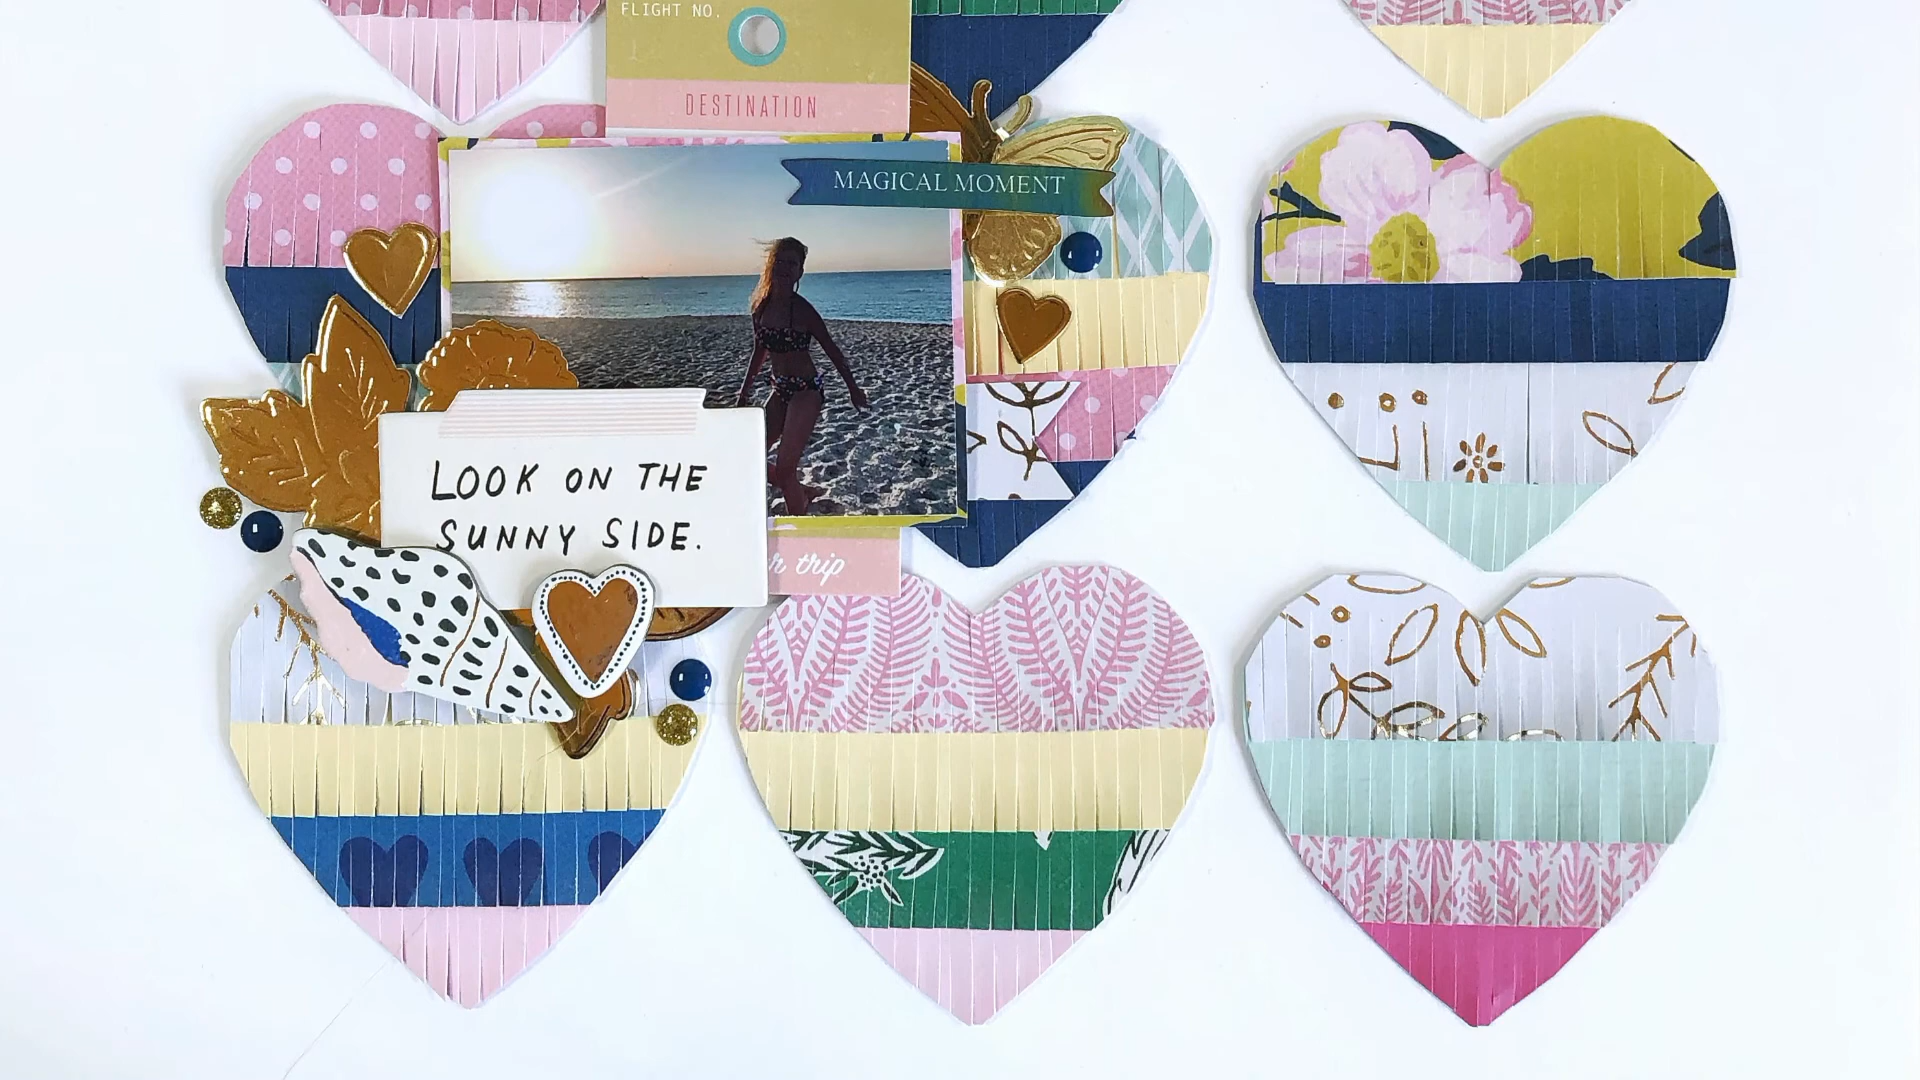 FLIGHT NO.
DESTINATION
MAGICAL MOMENT
LOOK ON THE
SUNNY SIDE.
trip